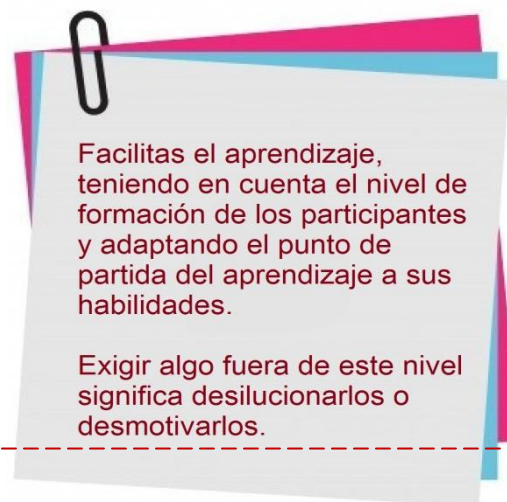 Facilitas el aprendizaje,
teniendo en cuenta el nivel de
formación de los participantes
y adaptando el punto de
partida del aprendizaje a sus
habilidades.
Exigir algo fuera de este nivel
significa desilucionarlos o
desmotivarlos.